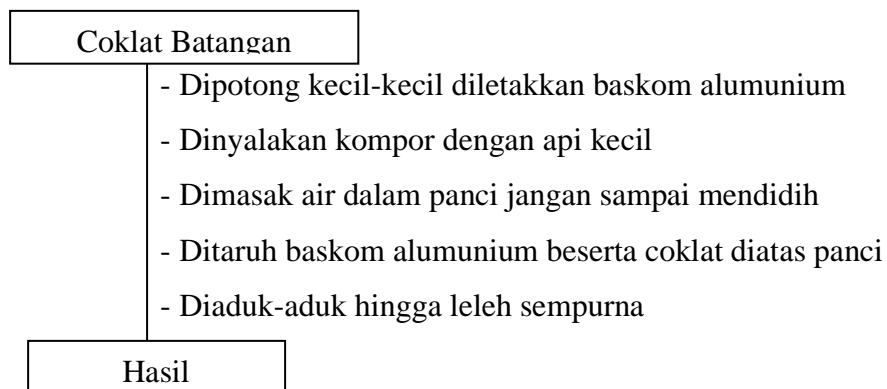 Coklat Batangan
- Dipotong kecil-kecil diletakkan baskom alumunium
- Dinyalakan kompor dengan api kecil
- Dimasak air dalam panci jangan sampai mendidih
- Ditaruh baskom alumunium beserta coklat diatas panci
- Diaduk-aduk hingga leleh sempurna
Hasil